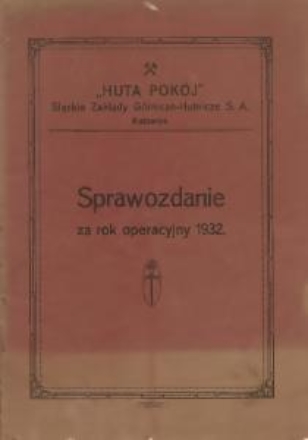 „HUTA POKÓJ"
Śląskie Zakłady Górniczo-Hutnicze S. A.
Katowice
Sprawozdanie
za rok operacyjny 1932.